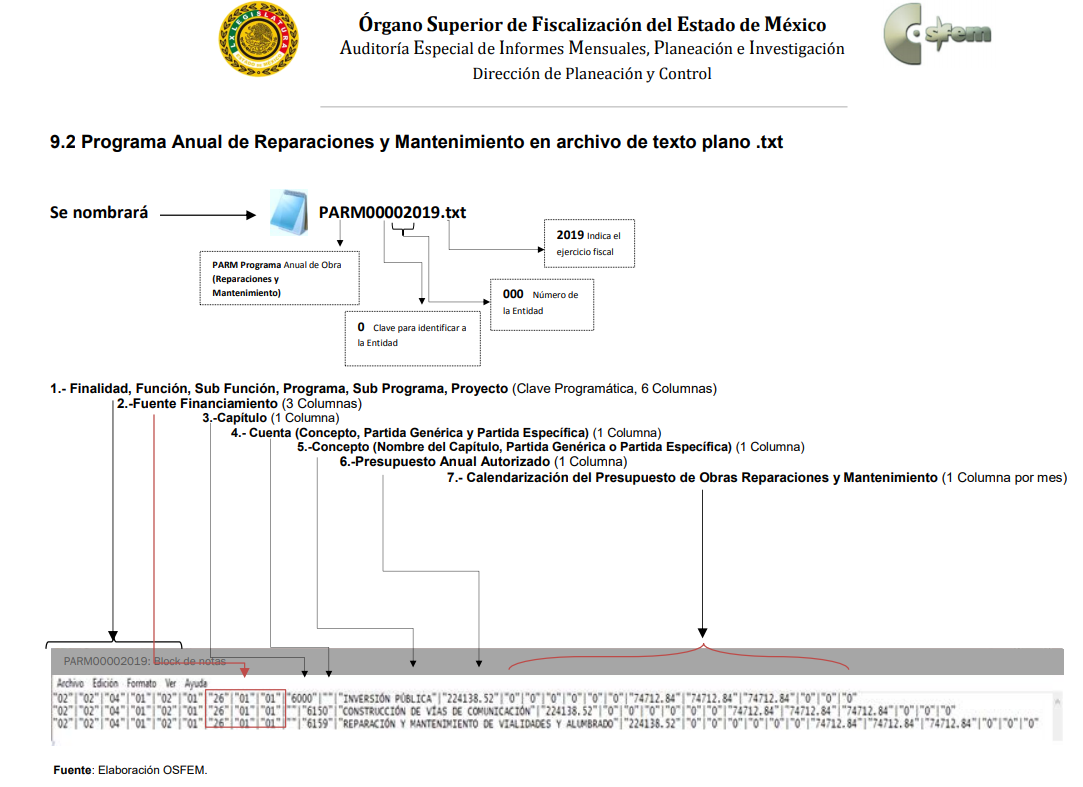 LX LEGISLATURA
Órgano Superior de Fiscalización del Estado de México
Auditoría Especial de Informes Mensuales, Planeación e Investigación
Dirección de Planeación y Control
osfem
9.2 Programa Anual de Reparaciones y Mantenimiento en archivo de texto plano .txt
Se nombrará
PARM00002019.txt
2019 Indica el
ejercicio fiscal
PARM Programa Anual de Obra
(Reparaciones y
Mantenimiento)
000 Número de
la Entidad
0 Clave para identificar a
la Entidad
1.- Finalidad, Función, Sub Función, Programa, Sub Programa, Proyecto (Clave Programática, 6 Columnas)
2.-Fuente Financiamiento (3 Columnas)
3.-Capítulo (1 Columna)
4.- Cuenta (Concepto, Partida Genérica y Partida Específica) (1 Columna)
5.-Concepto (Nombre del Capítulo, Partida Genérica o Partida Específica) (1 Columna)
6.-Presupuesto Anual Autorizado (1 Columna)
7.- Calendarización del Presupuesto de Obras Reparaciones y Mantenimiento (1 Columna por mes)
PARM00002019: Block de notas
Archivo Edición Formato Ver Ayuda
"02"|"02"|"04"|"01"|"02"|"01"|"26"|"01"|"01"|"6000"|""|"INVERSIÓN PÚBLICA"|"224138.52"|"0"|"0"|"0"|"0"|"0"|"0"|"74712.84"|"74712.84"|"74712.84"|"0"|"0"|"0"
"02"|"02"|"04"|"01"|"02"|"01"|"26"|"01"|"01"|""|"6150"|"CONSTRUCCIÓN DE VÍAS DE COMUNICACIÓN"|"224138.52"|"0"|"0"|"0"|"0"|"0"|"0"|"74712.84"|"74712.84"|"74712.84"|"0"|"0"|"0"
"02"|"02"|"04"|"01"|"02"|"01"|"26"|"01"|"01"|""|"6159"|"REPARACIÓN Y MANTENIMIENTO DE VIALIDADES Y ALUMBRADO"|"224138.52"|"0"|"0"|"0"|"0"|"0"|"0"|"74712.84"|"74712.84"|"74712.84"|"0"|"0"|"0"
Fuente: Elaboración OSFEM.